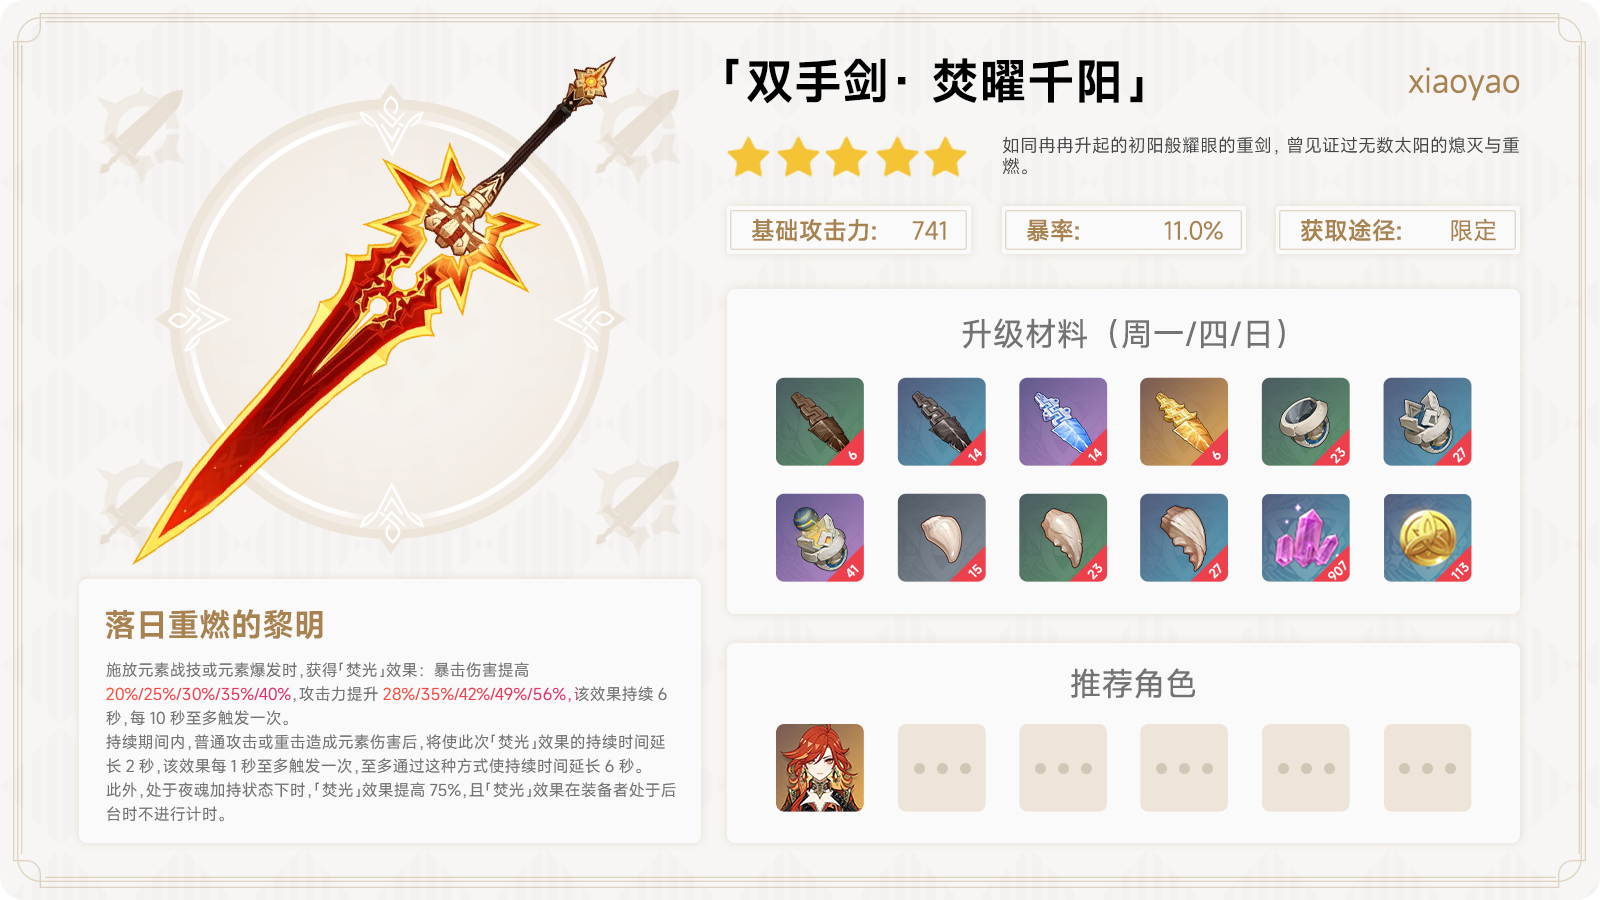 「双手剑· 焚曜千阳」
xiaoyao
如同冉冉升起的初阳般耀眼的重剑，曾见证过无数太阳的熄灭与重
燃。
基础攻击力: 741
暴率: 11.0%
获取途径: 限定
升级材料（周一/四/日）
6 14 14 6 23 27
41 15 23 27 907 113
落日重燃的黎明
施放元素战技或元素爆发时,获得「焚光」效果：暴击伤害提高
20%/25%/30%/35%/40%,攻击力提升 28%/35%/42%/49%/56%,该效果持续 6
秒,每 10 秒至多触发一次。
持续期间内,普通攻击或重击造成元素伤害后,将使此次「焚光」效果的持续时间延
长 2 秒,该效果每 1 秒至多触发一次,至多通过这种方式使持续时间延长 6 秒。
此外,处于夜魂加持状态下时,「焚光」效果提高 75%,且「焚光」效果在装备者处于后
台时不进行计时。
推荐角色